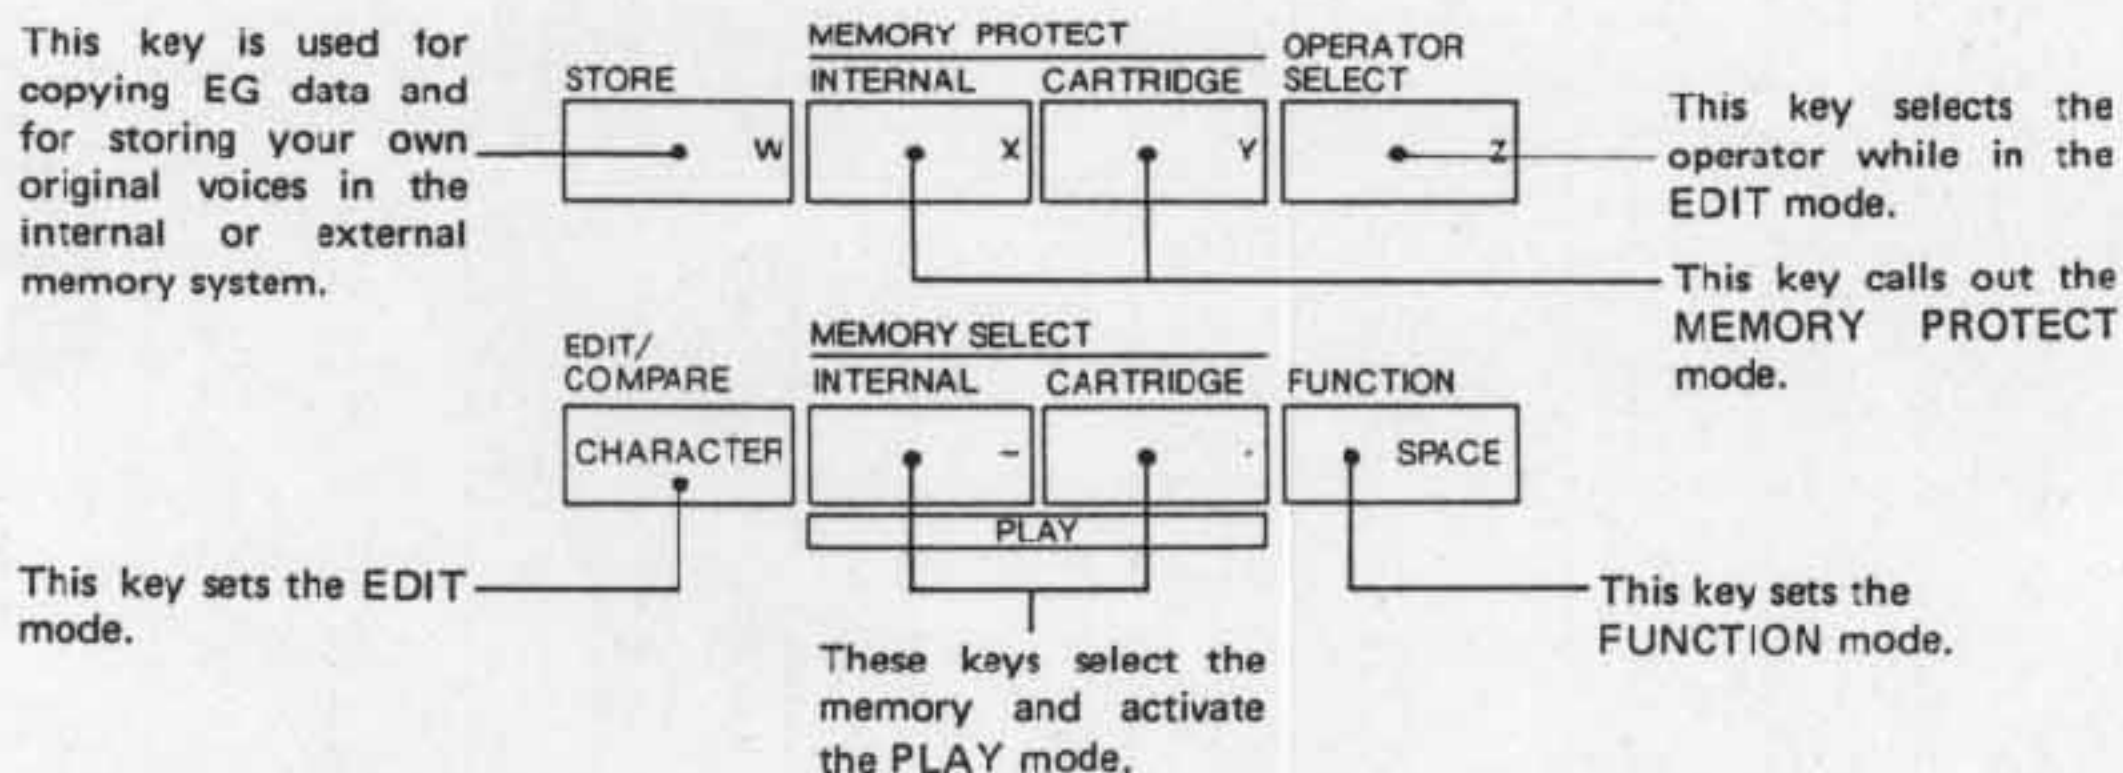 This key is used for
copying EG data and
for storing your own
original voices in the
internal or external
memory system.
MEMORY PROTECT
STORE
INTERNAL
CARTRIDGE
OPERATOR
SELECT
W
X
Y
Z
This key selects the
operator while in the
EDIT mode.
This key calls out the
MEMORY PROTECT
mode.
EDIT/
COMPARE
MEMORY SELECT
INTERNAL
CARTRIDGE
FUNCTION
CHARACTER
-
.
SPACE
PLAY
This key sets the EDIT
mode.
These keys select the
memory and activate
the PLAY mode.
This key sets the
FUNCTION mode.